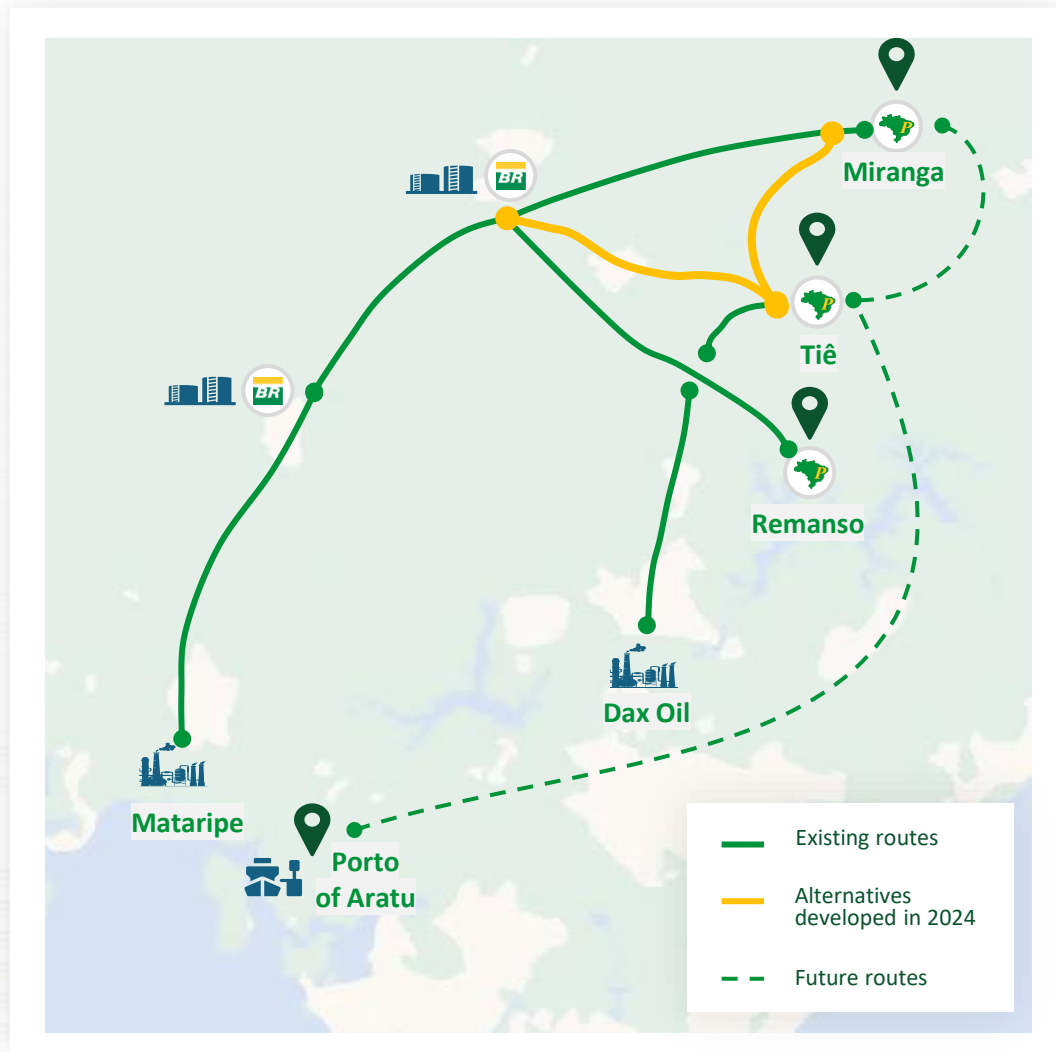 Miranga
BR
P
Tiê
P
BR
Remanso
P
Dax Oil
Mataripe
Porto
of Aratu
Existing routes
Alternatives
developed in 2024
Future routes